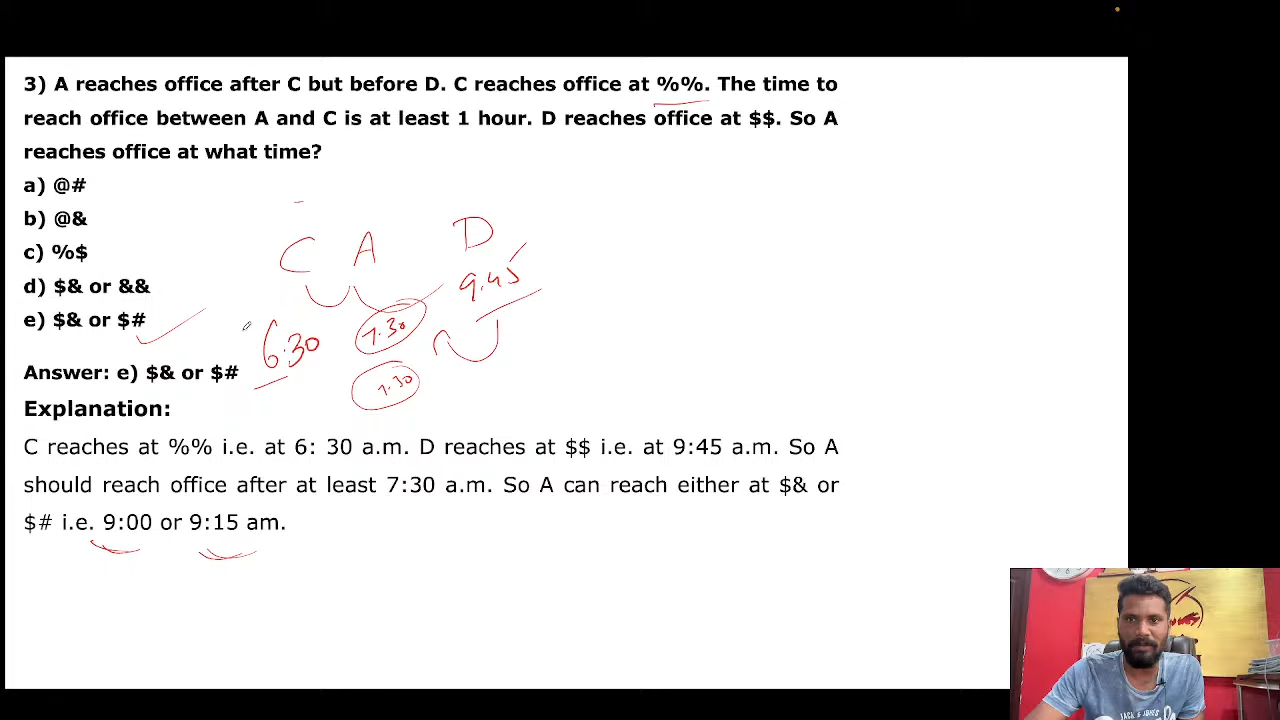 3) A reaches office after C but before D. C reaches office at %%. The time to
reach office between A and C is at least 1 hour. D reaches office at $$. So A
reaches office at what time?
a) @#
b) @&
c) %$
d) $& or &&
e) $& or $#
C A D
9.45
6.30 7.30
7.30
Answer: e) $& or $#
Explanation:
C reaches at %% i.e. at 6: 30 a.m. D reaches at $$ i.e. at 9:45 a.m. So A
should reach office after at least 7:30 a.m. So A can reach either at $& or
$# i.e. 9:00 or 9:15 am.